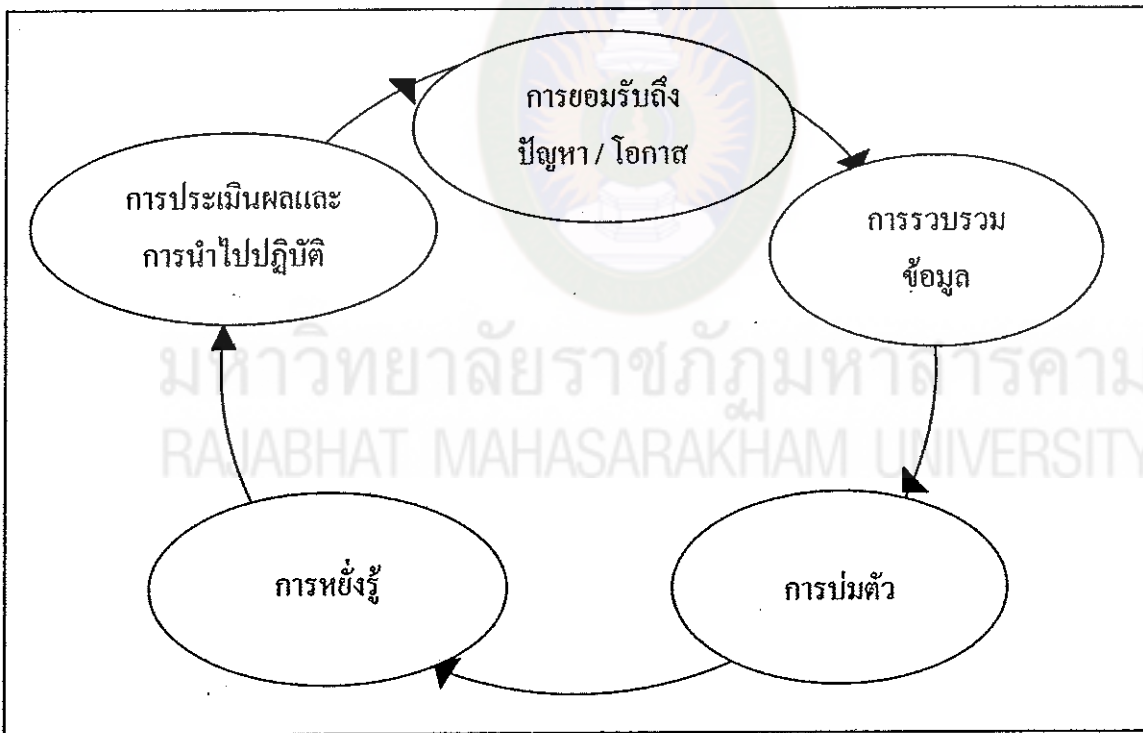 การยอมรับถึง
ปัญหา / โอกาส
การรวบรวม
ข้อมูล
การบ่มตัว
การหยั่งรู้
การประเมินผลและ
การนำไปปฏิบัติ
มหาวิทยาลัยราชภัฏมหาสารคาม
RAJABHAT MAHASARAKHAM UNIVERSITY